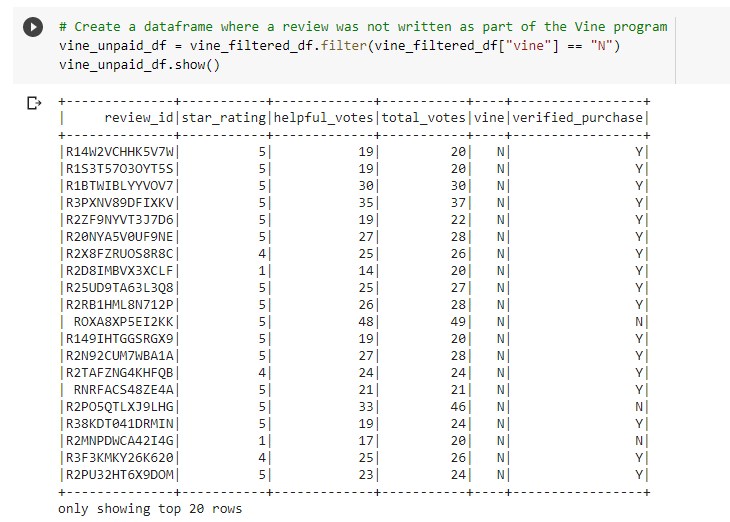 # Create a dataframe where a review was not written as part of the Vine program
vine_unpaid_df = vine_filtered_df.filter(vine_filtered_df["vine"] == "N")
vine_unpaid_df.show()
+--------------+-----------+-------------+-----------+----+-----------------+
|     review_id|star_rating|helpful_votes|total_votes|vine|verified_purchase|
+--------------+-----------+-------------+-----------+----+-----------------+
|R14W2VCHHK5V7W|          5|           19|         20|   N|                Y|
|R1S3T57O3OYT5S|          5|           19|         20|   N|                Y|
|R1BTWIBLYYVOV7|          5|           30|         30|   N|                Y|
|R3PXNV89DFIXKV|          5|           35|         37|   N|                Y|
|R2ZF9NYVT3J7D6|          5|           19|         22|   N|                Y|
|R20NYA5V0UF9NE|          5|           27|         28|   N|                Y|
|R2X8FZRUOS8R8C|          4|           25|         26|   N|                Y|
|R2D8IMBVX3XCLF|          1|           14|         20|   N|                Y|
|R25UD9TA63L3Q8|          5|           25|         27|   N|                Y|
|R2RB1HML8N712P|          5|           26|         28|   N|                Y|
| ROXA8XP5EI2KK|          5|           48|         49|   N|                N|
|R149IHTGGSRGX9|          5|           19|         20|   N|                Y|
|R2N92CUM7WBA1A|          5|           27|         28|   N|                Y|
|R2TAFZNG4KHFQB|          4|           24|         24|   N|                Y|
| RNRFACS48ZE4A|          5|           21|         21|   N|                Y|
|R2PO5QTLXJ9LHG|          5|           33|         46|   N|                N|
|R38KDT041DRMIN|          5|           19|         24|   N|                Y|
|R2MNPDWCA42I4G|          1|           17|         20|   N|                N|
|R3F3KMKY26K620|          4|           25|         26|   N|                Y|
|R2PU32HT6X9DOM|          5|           23|         24|   N|                Y|
+--------------+-----------+-------------+-----------+----+-----------------+
only showing top 20 rows